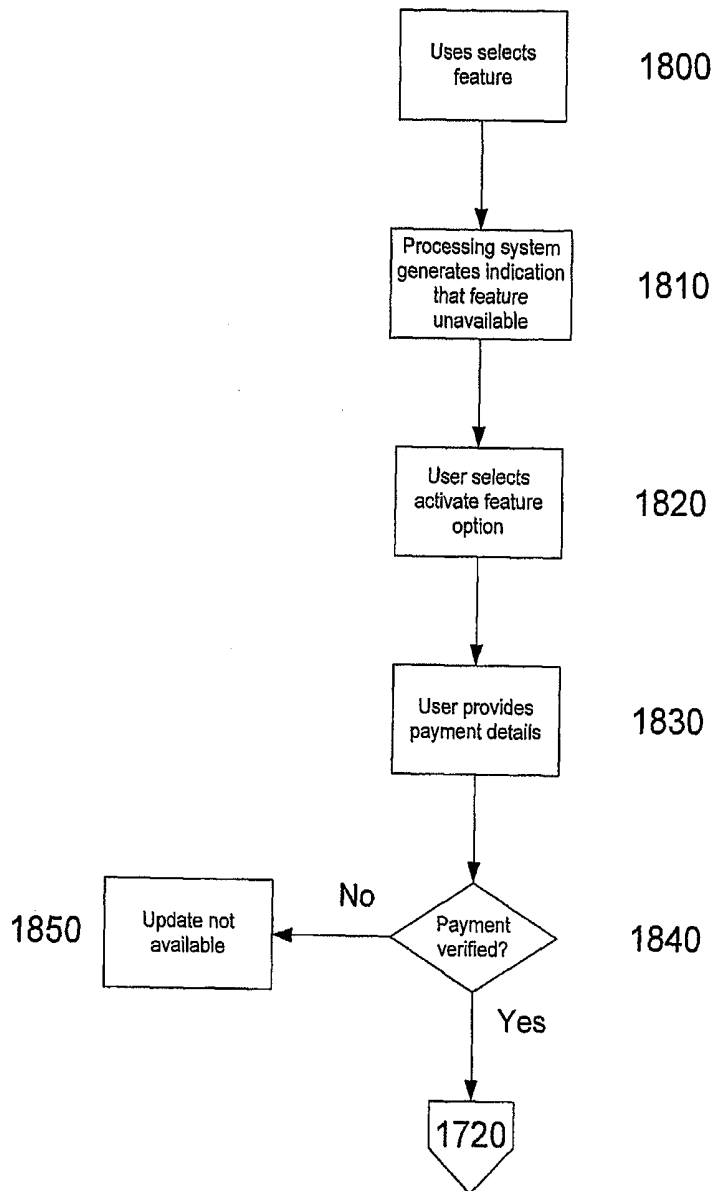 Uses selects
feature
1800
Processing system
generates indication
that feature
unavailable
1810
User selects
activate feature
option
1820
User provides
payment details
1830
Payment
verified?
1840
No
1850
Update not
available
Yes
1720